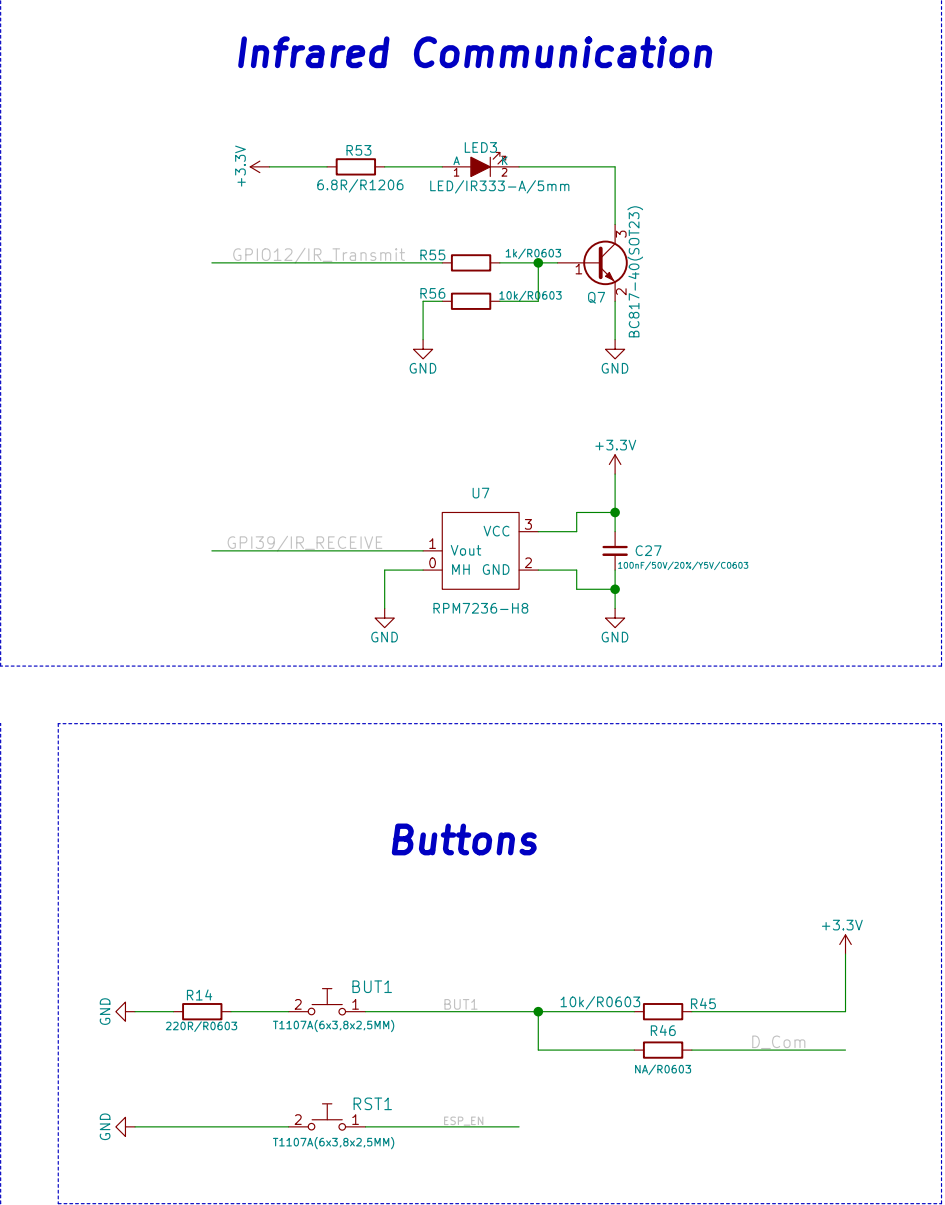 Infrared Communication
+3.3V
R53
6.8R/R1206
LED3
A
K
1
2
LED/IR333-A/5mm
GPIO12/IR_Transmit
R55
1k/R0603
R56
10k/R0603
1
3
2
Q7
BC817-40(SOT23)
GND
GND
+3.3V
U7
GPI39/IR_RECEIVE
1
Vout
0
MH
VCC
3
GND
2
RPM7236-H8
C27
100nF/50V/20%/Y5V/C0603
GND
GND
Buttons
+3.3V
GND
R14
220R/R0603
2
1
BUT1
T1107A(6x3,8x2,5MM)
BUT1
10k/R0603
R45
R46
NA/R0603
D_Com
GND
2
1
RST1
T1107A(6x3,8x2,5MM)
ESP_EN